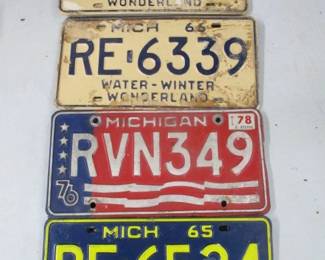 WONDERLAND
MICH 66
RE-6339
WATER-WINTER
WONDERLAND
MICHIGAN
78
RVN349
76
MICH 65